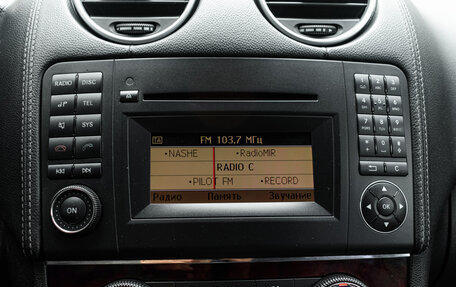 RADIO DISC
TEL
SYS
ON
TA
FM 103,7 МГц
•NASHE •RadioMIR
RADIO C
•PILOT FM •RECORD
Радио Память Звучание
C
OK